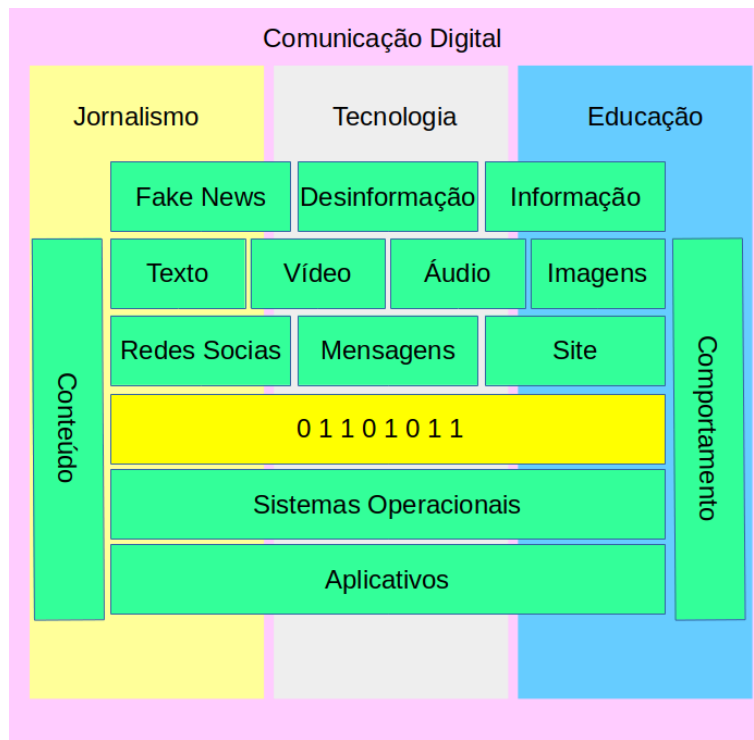 Comunicação Digital
Jornalismo
Tecnologia
Educação
Fake News
Desinformação
Informação
Texto
Vídeo
Áudio
Imagens
Redes Socias
Mensagens
Site
Conteúdo
Comportamento
0 1 1 0 1 0 1 1
Sistemas Operacionais
Aplicativos